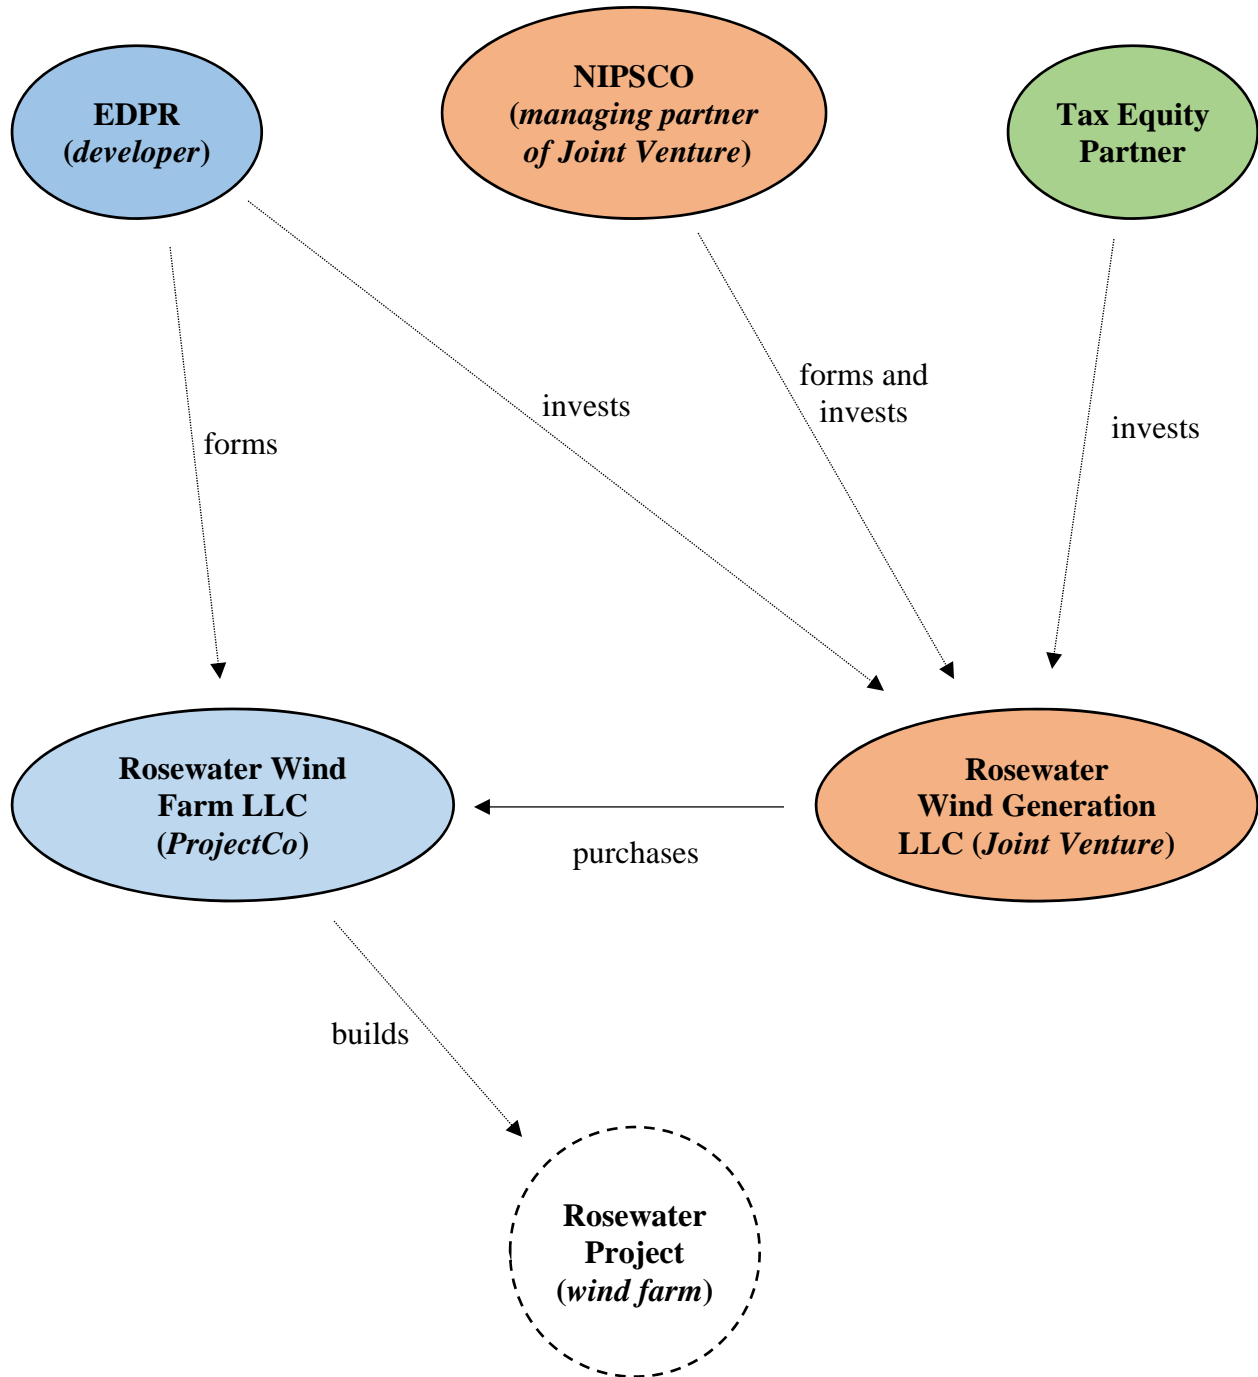 EDPR
(developer)
NIPSCO
(managing partner
of Joint Venture)
Tax Equity
Partner
forms
invests
forms and
invests
invests
Rosewater Wind
Farm LLC
(ProjectCo)
purchases
Rosewater
Wind Generation
LLC (Joint Venture)
builds
Rosewater
Project
(wind farm)